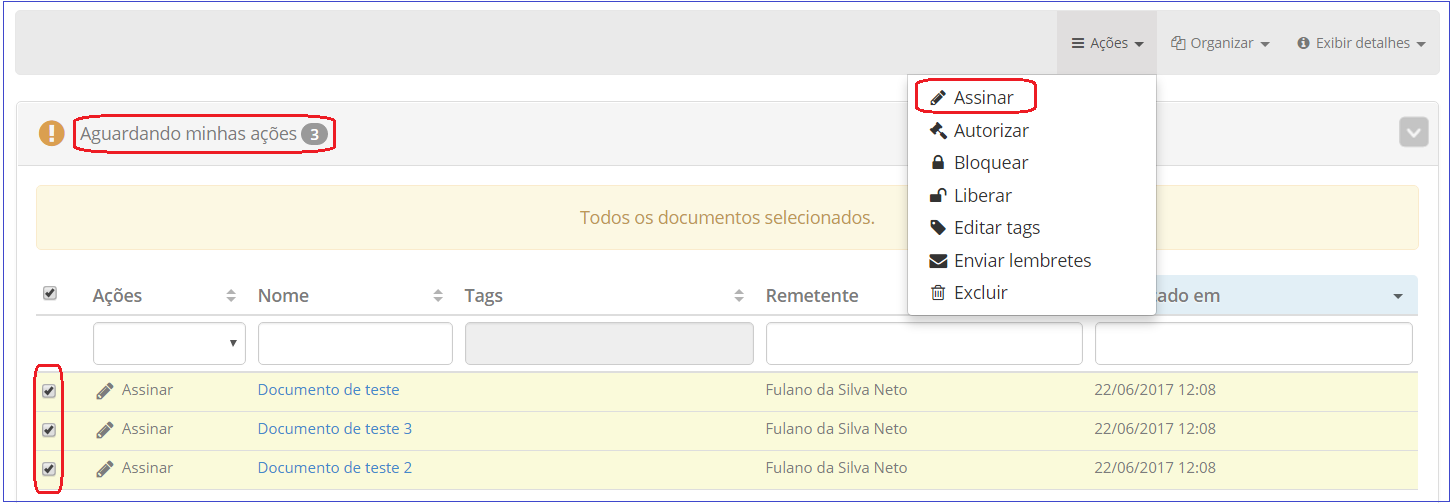 Ações Organizar Exibir detalhes
Assinar
Aguardando minhas ações 3
Autorizar
Bloquear
Liberar
Editar tags
Enviar lembretes
Excluir
Todos os documentos selecionados.
Ações Nome Tags Remetente ado em
Assinar Documento de teste Fulano da Silva Neto 22/06/2017 12:08
Assinar Documento de teste 3 Fulano da Silva Neto 22/06/2017 12:08
Assinar Documento de teste 2 Fulano da Silva Neto 22/06/2017 12:08